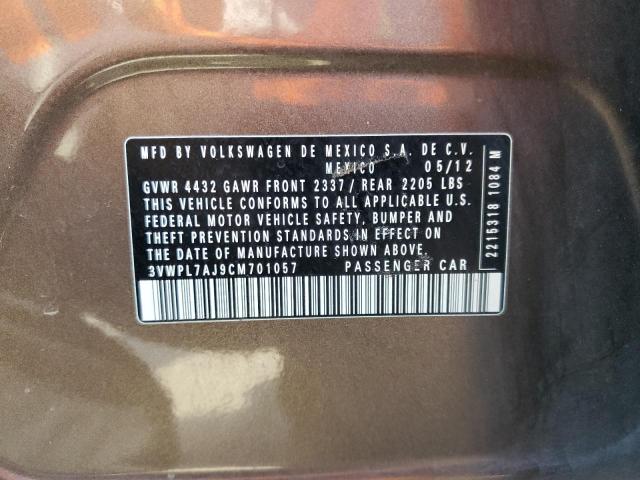 MFD BY VOLKSWAGEN DE MEXICO S.A. DE C.V.
MEXICO 05/12
GVWR 4432 GAWR FRONT 2337/ REAR 2205 LBS
THIS VEHICLE CONFORMS TO ALL APPLICABLE U.S.
FEDERAL MOTOR VEHICLE SAFETY, BUMPER AND
THEFT PREVENTION STANDARDS IN EFFECT ON
THE DATE OF MANUFACTURE SHOWN ABOVE.
3VWPL7AJ9CM701057 PASSENGER CAR
2215318 1084 M